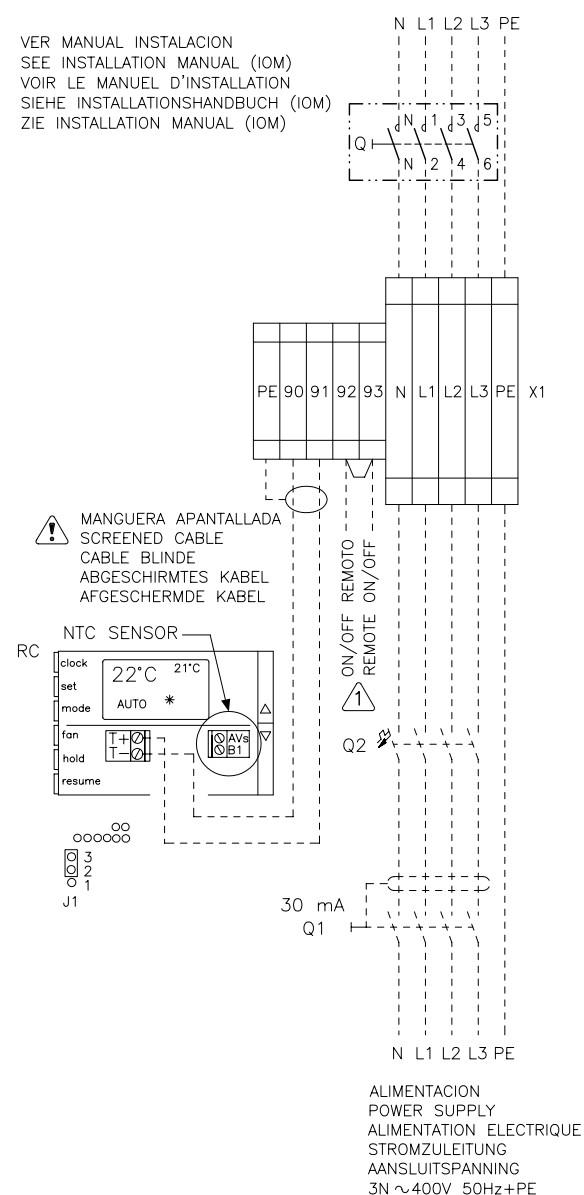 N L1 L2 L3 PE
VER MANUAL INSTALACION
SEE INSTALLATION MANUAL (IOM)
VOIR LE MANUEL D'INSTALLATION
SIEHE INSTALLATIONSHANDBUCH (IOM)
ZIE INSTALLATION MANUAL (IOM)
N 1 3 5
Q
N 2 4 6
PE 90 91 92 93 N L1 L2 L3 PE X1
!
MANGUERA APANTALLADA
SCREENED CABLE
CABLE BLINDE
ABGESCHIRMTES KABEL
AFGESCHERMDE KABEL
ON/OFF REMOTO
REMOTE ON/OFF
1
NTC SENSOR
RC
clock
set
mode
fan
hold
resume
22°C 21°C
AUTO *
T+
T-
AVs
B1
Q2
3
2
1
J1
30 mA
Q1
N L1 L2 L3 PE
ALIMENTACION
POWER SUPPLY
ALIMENTATION ELECTRIQUE
STROMZULEITUNG
AANSLUITSPANNING
3N ~400V 50Hz+PE